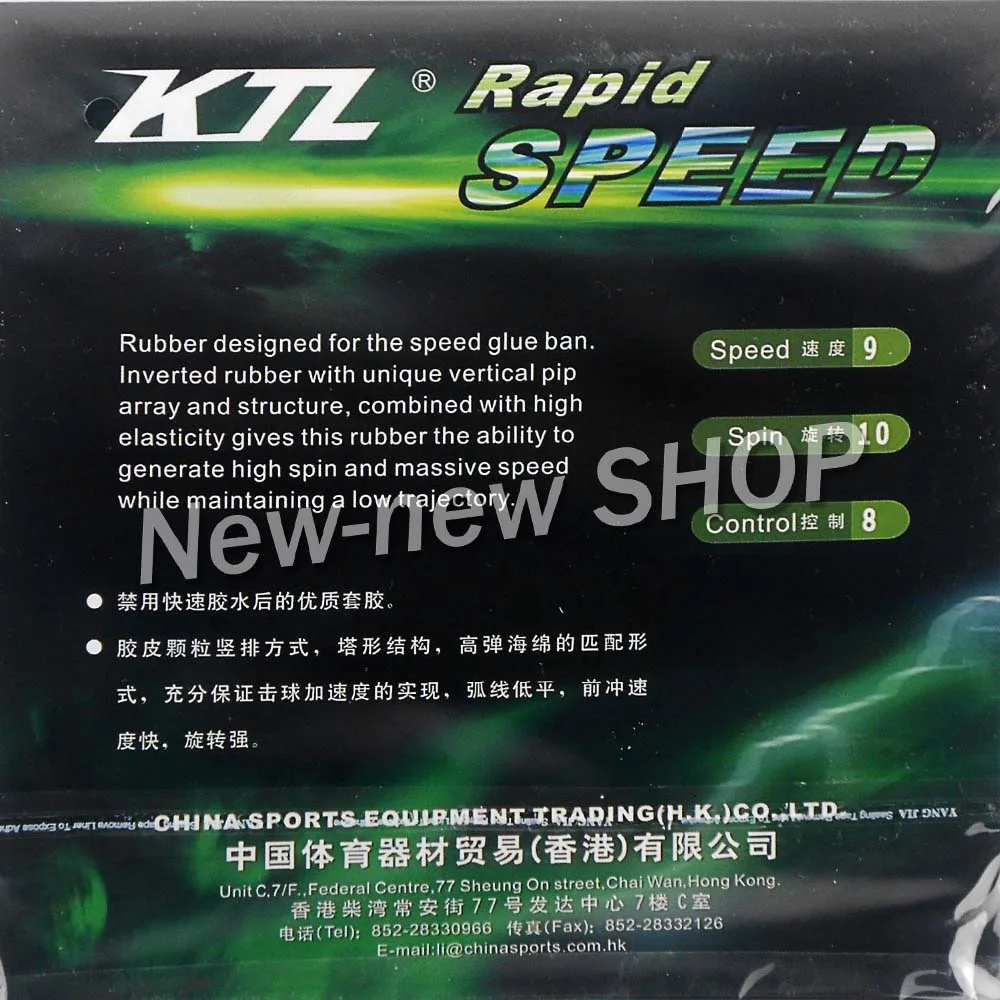 KTL ® Rapid
SPEED
Rubber designed for the speed glue ban.
Inverted rubber with unique vertical pip
array and structure, combined with high
elasticity gives this rubber the ability to
generate high spin and massive speed
while maintaining a low trajectory.
Speed 速度 9
Spin 旋转 10
Control 控制 8
New-new SHOP
● 禁用快速胶水后的优质套胶。
● 胶皮颗粒竖排方式，塔形结构，高弹海绵的匹配形
式，充分保证击球加速度的实现，弧线低平，前冲速
度快，旋转强。
CHINA SPORTS EQUIPMENT TRADING(H.K.)CO.,LTD
YANG JIA Sealing Tape
中国体育器材贸易(香港)有限公司
Unit C,7/F.,Federal Centre,77 Sheung On street,Chai Wan,Hong Kong.
香港柴湾常安街77号发达中心 7楼 C室
电话(Tel): 852-28330966 传真(Fax): 852-28332126
E-mail:li@chinasports.com.hk